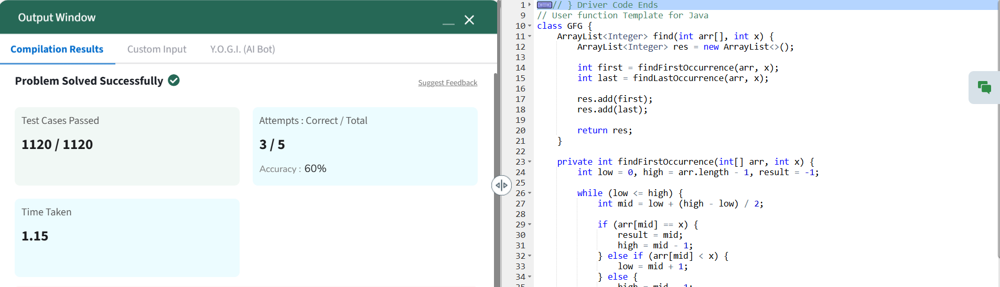 Output Window
Compilation Results Custom Input Y.O.G.I. (AI Bot)
Problem Solved Successfully
Suggest Feedback
Test Cases Passed
1120 / 1120
Attempts : Correct / Total
3 / 5
Accuracy : 60%
Time Taken
1.15
1 // } Driver Code Ends
9 // User function Template for Java
10 class GFG {
11 ArrayList<Integer> find(int arr[], int x) {
12 ArrayList<Integer> res = new ArrayList<>();
13
14 int first = findFirstOccurrence(arr, x);
15 int last = findLastOccurrence(arr, x);
16
17 res.add(first);
18 res.add(last);
19
20 return res;
21 }
22
23 private int findFirstOccurrence(int[] arr, int x) {
24 int low = 0, high = arr.length - 1, result = -1;
25
26 while (low <= high) {
27 int mid = low + (high - low) / 2;
28
29 if (arr[mid] == x) {
30 result = mid;
31 high = mid - 1;
32 } else if (arr[mid] < x) {
33 low = mid + 1;
34 } else {
35 high = mid - 1;